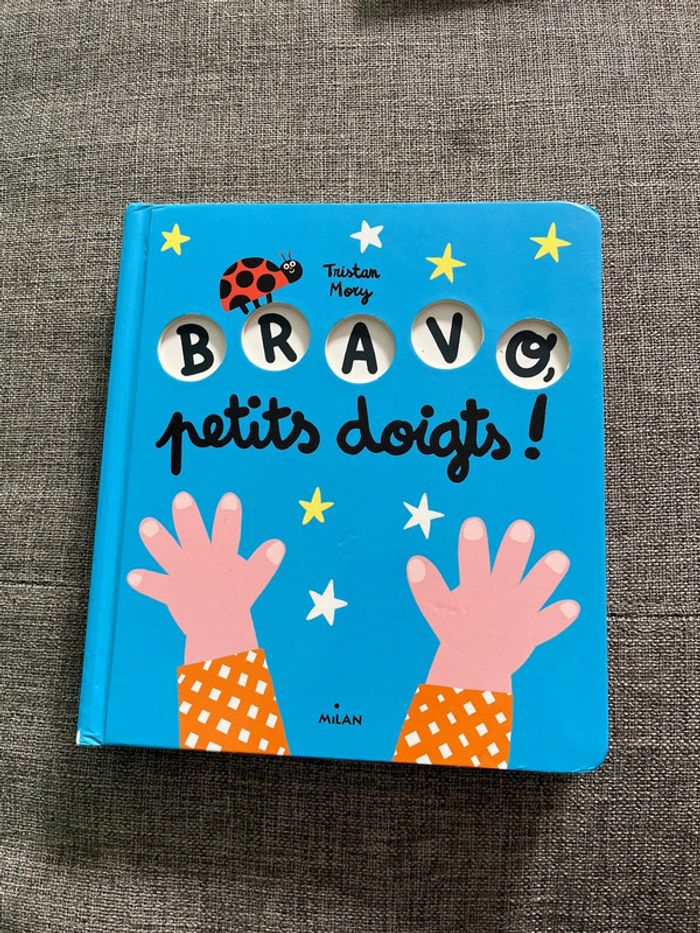 Tristan
Mory
BRAVO,
petits doigts !
MiLAN